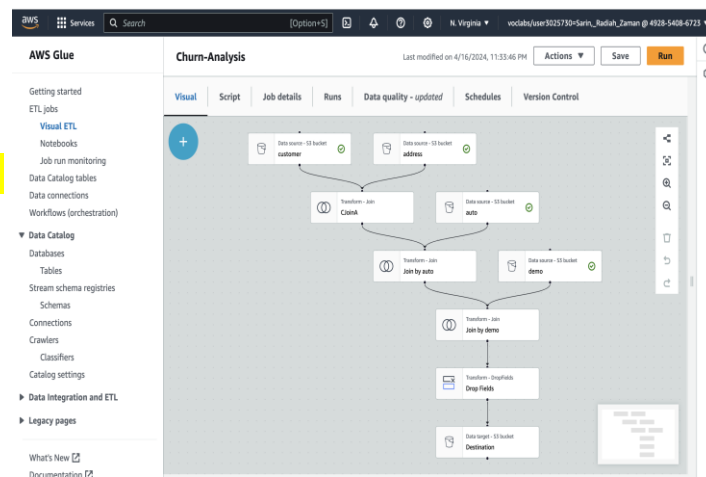 aws Services Search [Option+S] N. Virginia ▼ voclabs/user3025730=Sarin,_Radiah_Zaman @ 4928-5408-6723 ▼
AWS Glue
Getting started
ETL jobs
Visual ETL
Notebooks
Job run monitoring
Data Catalog tables
Data connections
Workflows (orchestration)
▼ Data Catalog
Databases
Tables
Stream schema registries
Schemas
Connections
Crawlers
Classifiers
Catalog settings
▶ Data Integration and ETL
▶ Legacy pages
What's New
Documentation
Churn-Analysis
Last modified on 4/16/2024, 11:33:46 PM Actions ▼ Save Run
Visual Script Job details Runs Data quality - updated Schedules Version Control
Data source - S3 bucket
customer
Data source - S3 bucket
address
Transform - Join
CJoinA
Data source - S3 bucket
auto
Transform - Join
Join by auto
Data source - S3 bucket
demo
Transform - Join
Join by demo
Transform - DropFields
Drop Fields
Data target - S3 bucket
Destination